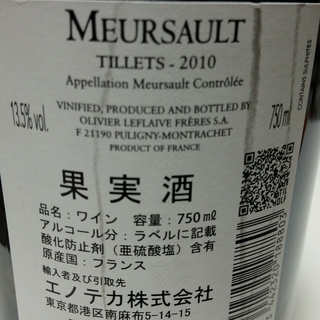 MEURSAULT
TILLETS - 2010
Appellation Meursault Contrôlée
13.5% vol.
VINIFIED, PRODUCED AND BOTTLED BY
OLIVIER LEFLAIVE FRÈRES S.A.
F 21190 PULIGNY-MONTRACHET
PRODUCT OF FRANCE
750 ml
CONTAINS SULPHITES
果実酒
品名：ワイン 容量：750mℓ
アルコール分：ラベルに記載
酸化防止剤（亜硫酸塩）含有
原産国：フランス
輸入者及び引取先
エノテカ株式会社
東京都港区南麻布5-14-15